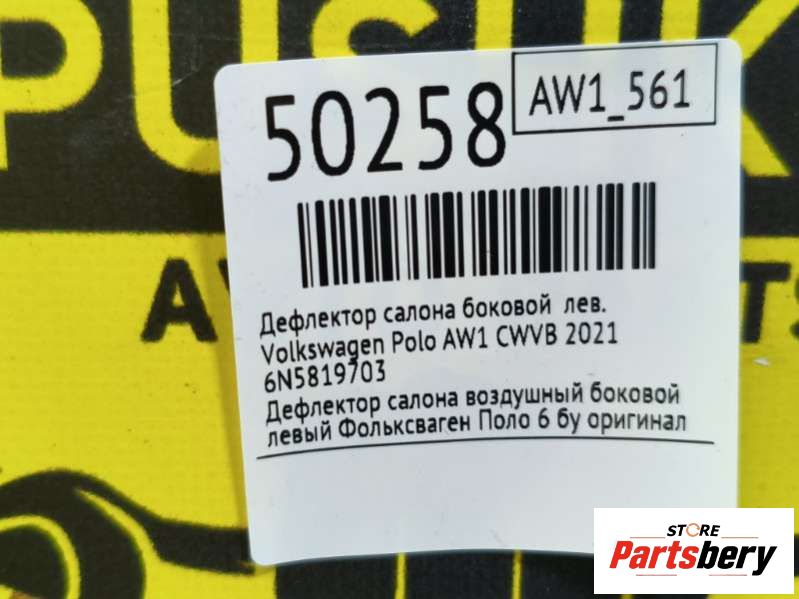 PUSHK
50258
AW1_561
Дефлектор салона боковой лев.
Volkswagen Polo AW1 CWVB 2021
6N5819703
Дефлектор салона воздушный боковой
левый Фольксваген Поло 6 бу оригинал
STORE
Partsbery